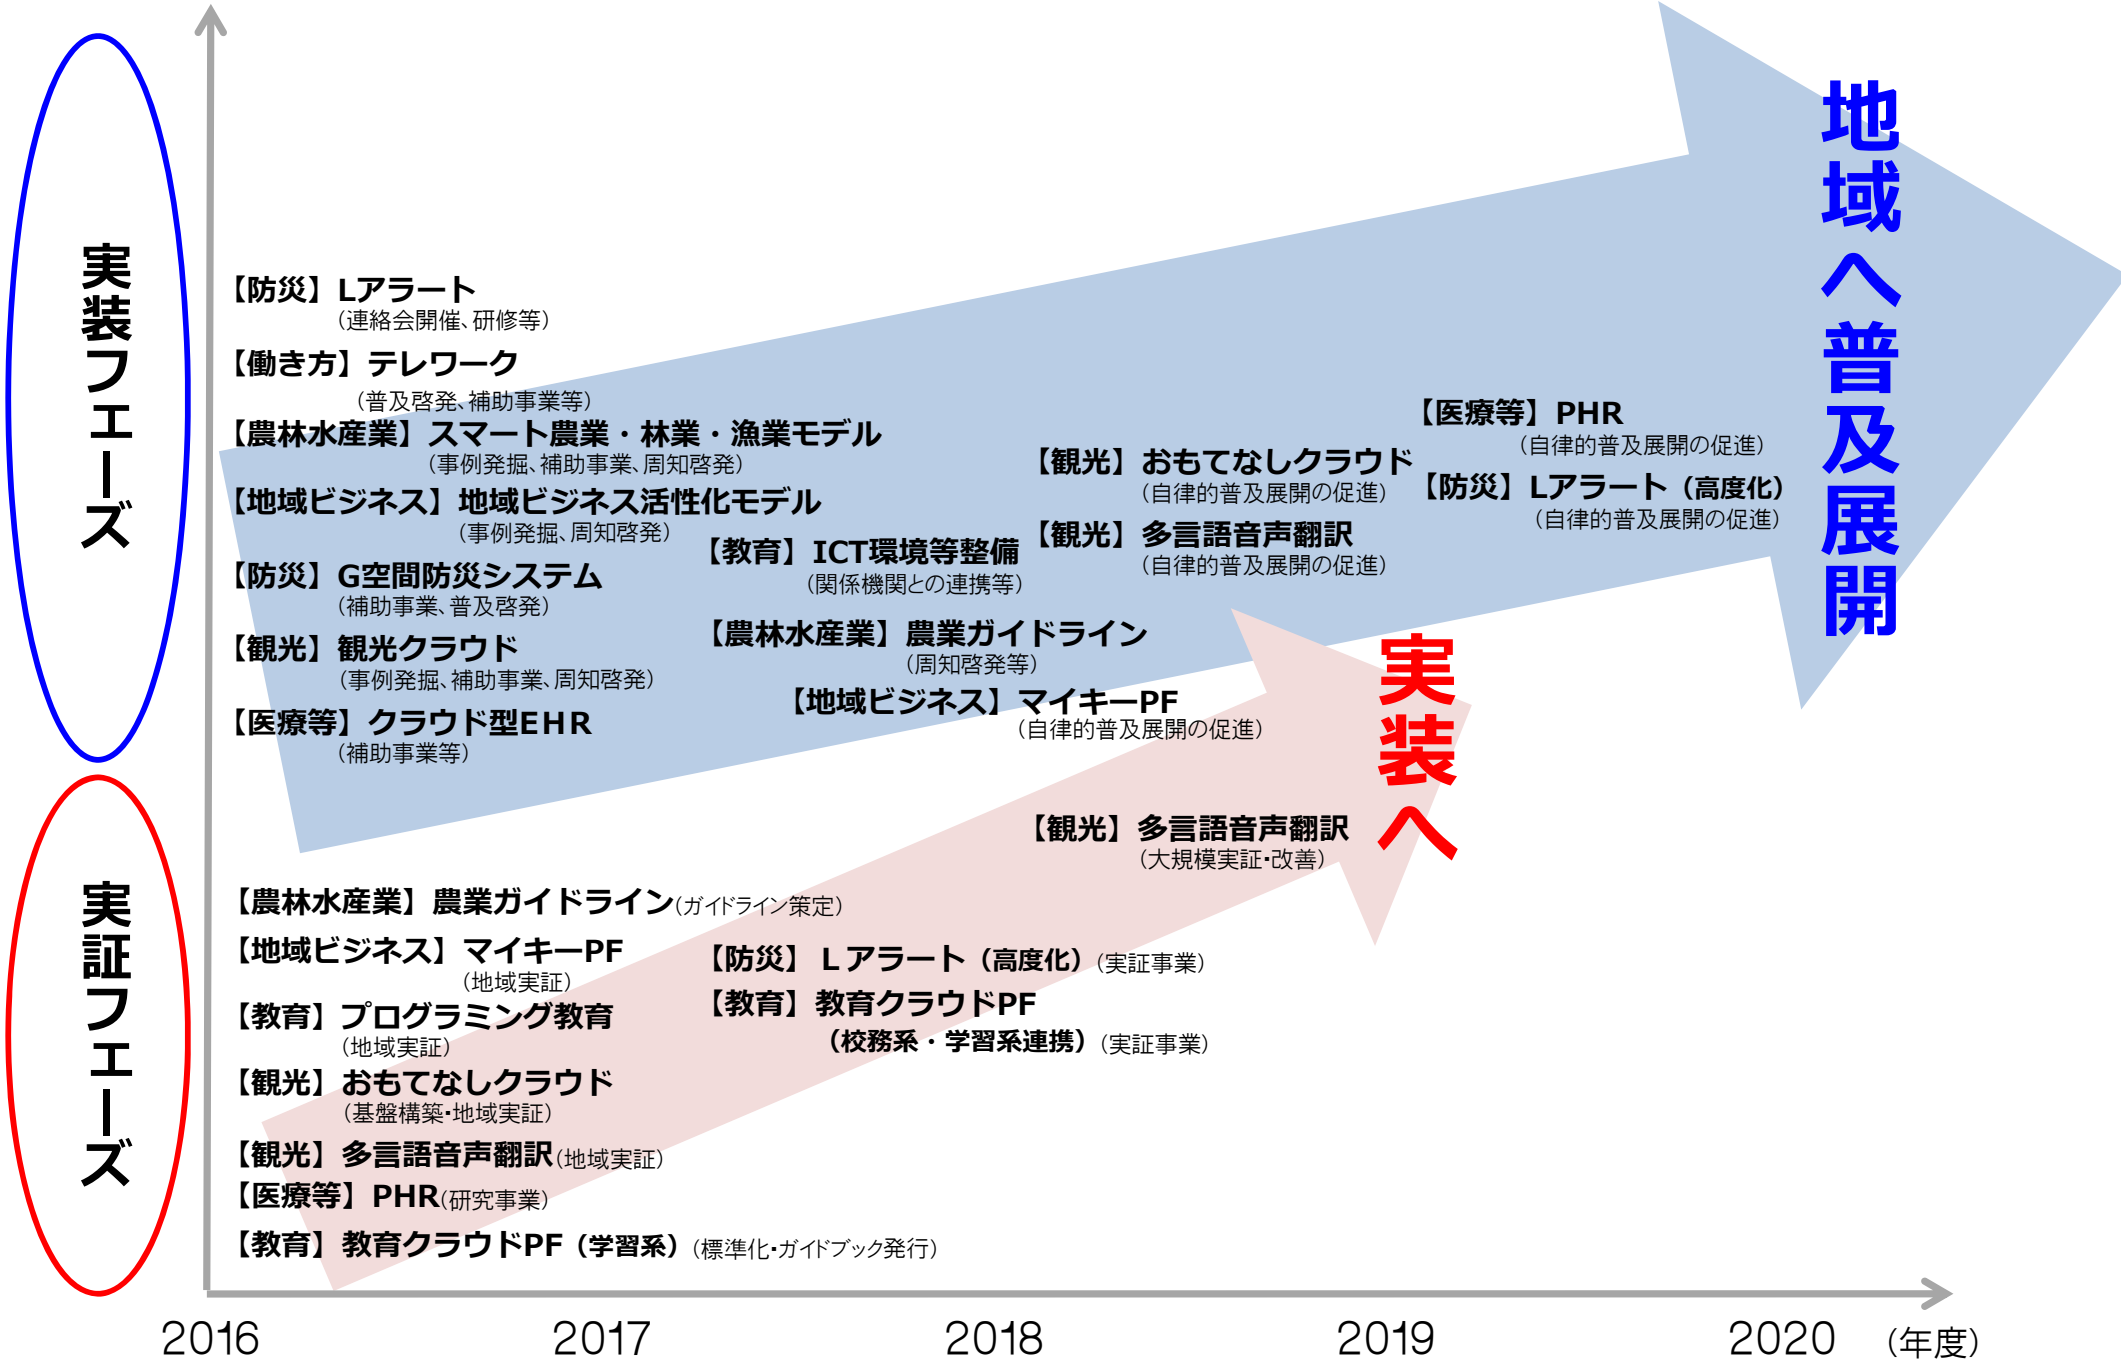 実装フェーズ
【防災】Lアラート
(連絡会開催、研修等)
【働き方】テレワーク
(普及啓発、補助事業等)
【農林水産業】スマート農業・林業・漁業モデル
(事例発掘、補助事業、周知啓発)
【地域ビジネス】地域ビジネス活性化モデル
(事例発掘、周知啓発)
【防災】G空間防災システム
(補助事業、普及啓発)
【観光】観光クラウド
(事例発掘、補助事業、周知啓発)
【医療等】クラウド型EHR
(補助事業等)
【教育】ICT環境等整備
(関係機関との連携等)
【農林水産業】農業ガイドライン
(周知啓発等)
【地域ビジネス】マイキーPF
(自律的普及展開の促進)
【観光】おもてなしクラウド
(自律的普及展開の促進)
【観光】多言語音声翻訳
(自律的普及展開の促進)
【医療等】PHR
(自律的普及展開の促進)
【防災】Lアラート（高度化）
(自律的普及展開の促進)
地域へ普及展開
実証フェーズ
【農林水産業】農業ガイドライン(ガイドライン策定)
【地域ビジネス】マイキーPF
(地域実証)
【教育】プログラミング教育
(地域実証)
【観光】おもてなしクラウド
(基盤構築・地域実証)
【観光】多言語音声翻訳(地域実証)
【医療等】PHR(研究事業)
【教育】教育クラウドPF（学習系）(標準化・ガイドブック発行)
【防災】Ｌアラート（高度化）(実証事業)
【教育】教育クラウドPF
（校務系・学習系連携）(実証事業)
【観光】多言語音声翻訳
(大規模実証・改善)
実装へ
2016 2017 2018 2019 2020 (年度)